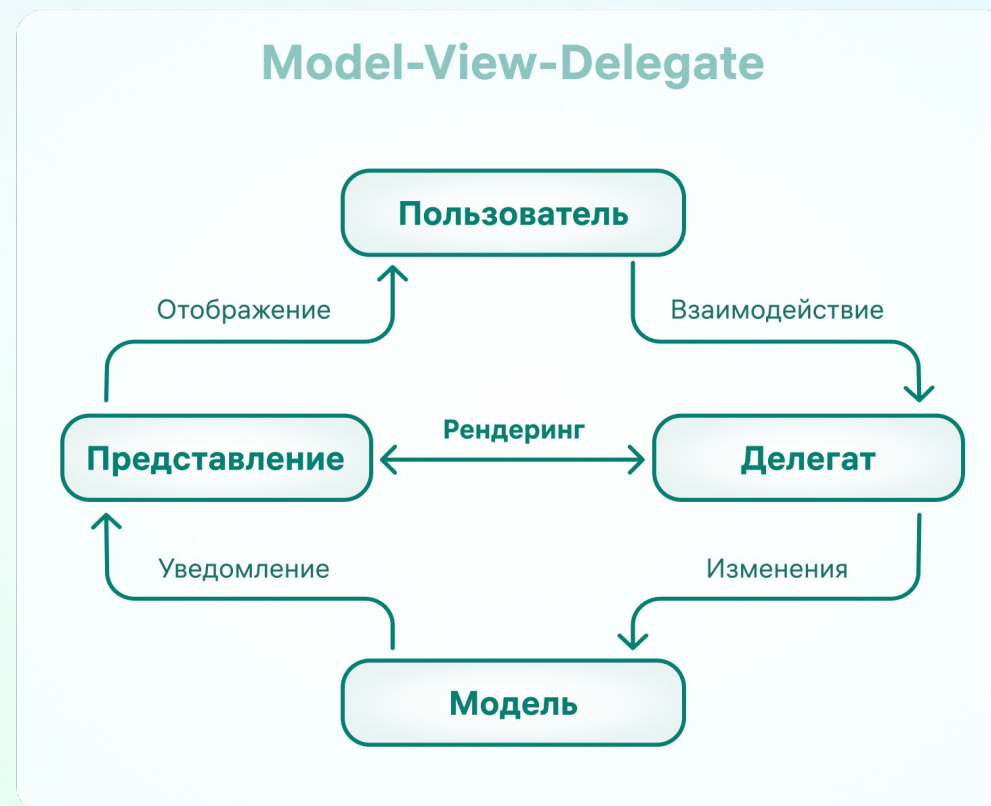 Model-View-Delegate
Пользователь
Отображение
Взаимодействие
Рендеринг
Представление
Делегат
Уведомление
Изменения
Модель